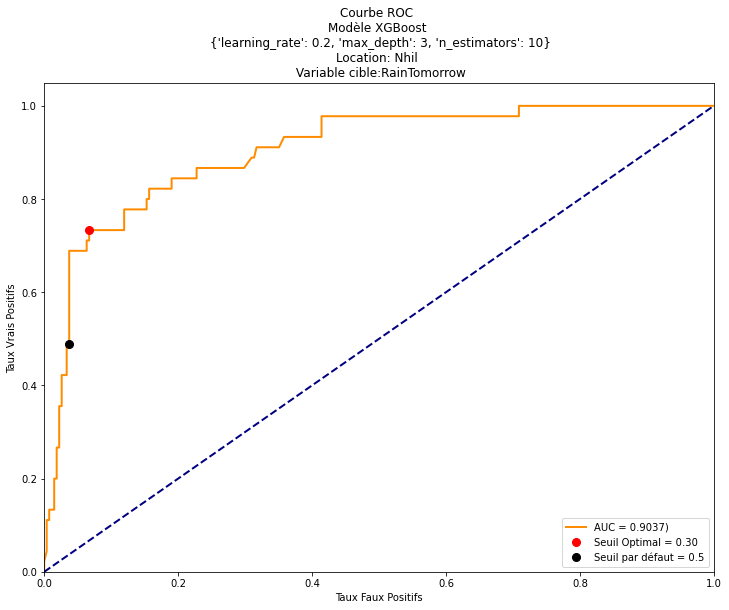 Courbe ROC
Modèle XGBoost
{'learning_rate': 0.2, 'max_depth': 3, 'n_estimators': 10}
Location: Nhil
Variable cible:RainTomorrow
1.0
0.8
0.6
0.4
0.2
0.0
Taux Vrais Positifs
0.0 0.2 0.4 0.6 0.8 1.0
Taux Faux Positifs
AUC = 0.9037)
Seuil Optimal = 0.30
Seuil par défaut = 0.5